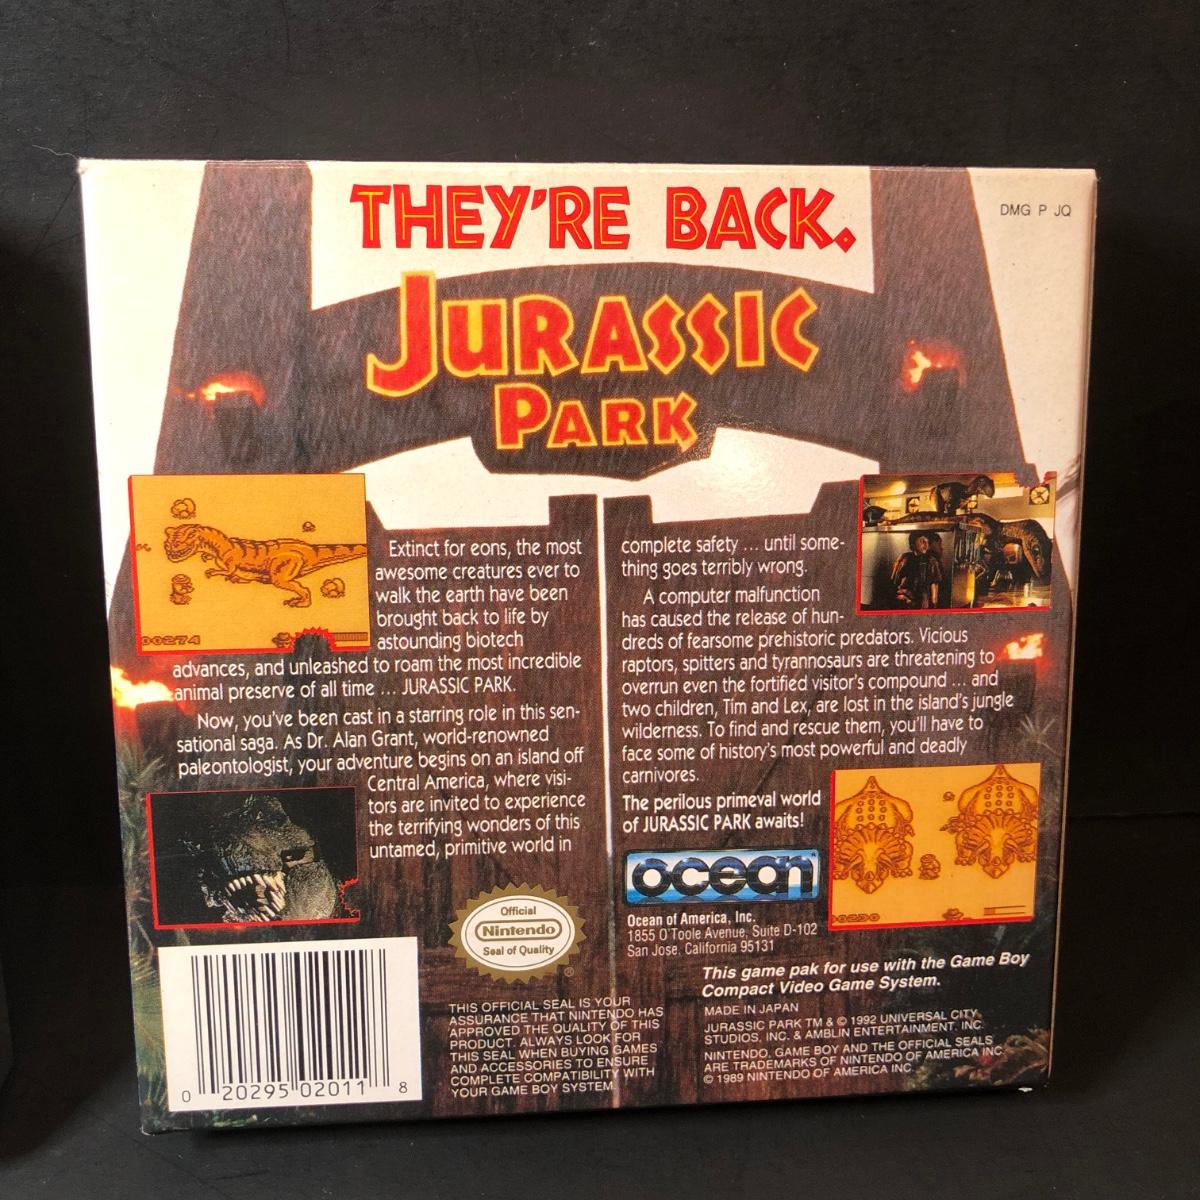 THEY'RE BACK.
DMG P JQ
JURASSIC
PARK
Extinct for eons, the most
awesome creatures ever to
walk the earth have been
brought back to life by
astounding biotech
advances, and unleashed to roam the most incredible
animal preserve of all time ... JURASSIC PARK.
Now, you've been cast in a starring role in this sen-
sational saga. As Dr. Alan Grant, world-renowned
paleontologist, your adventure begins on an island off
Central America, where visi-
tors are invited to experience
the terrifying wonders of this
untamed, primitive world in
complete safety ... until some-
thing goes terribly wrong.
A computer malfunction
has caused the release of hun-
dreds of fearsome prehistoric predators. Vicious
raptors, spitters and tyrannosaurs are threatening to
overrun even the fortified visitor's compound ... and
two children, Tim and Lex, are lost in the island's jungle
wilderness. To find and rescue them, you'll have to
face some of history's most powerful and deadly
carnivores.
The perilous primeval world
of JURASSIC PARK awaits!
00274
00230
ocean™
Ocean of America, Inc.
1855 O'Toole Avenue, Suite D-102
San Jose, California 95131
Official
Nintendo
Seal of Quality
®
THIS OFFICIAL SEAL IS YOUR
ASSURANCE THAT NINTENDO HAS
APPROVED THE QUALITY OF THIS
PRODUCT. ALWAYS LOOK FOR
THIS SEAL WHEN BUYING GAMES
AND ACCESSORIES TO ENSURE
COMPLETE COMPATIBILITY WITH
YOUR GAME BOY SYSTEM.
This game pak for use with the Game Boy
Compact Video Game System.
MADE IN JAPAN
JURASSIC PARK TM & © 1992 UNIVERSAL CITY
STUDIOS, INC. & AMBLIN ENTERTAINMENT, INC.
NINTENDO, GAME BOY AND THE OFFICIAL SEALS
ARE TRADEMARKS OF NINTENDO OF AMERICA INC.
© 1989 NINTENDO OF AMERICA INC.
0 20295 02011 8